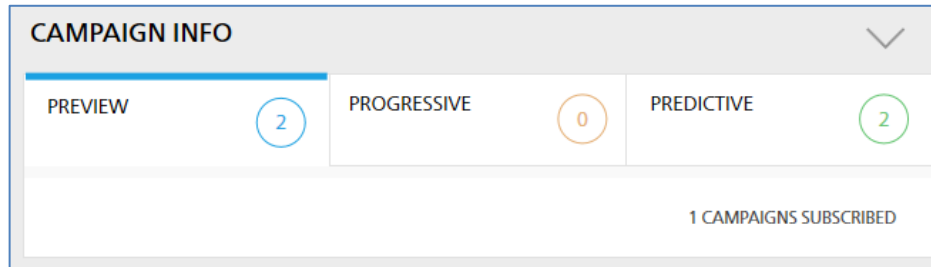 CAMPAIGN INFO
PREVIEW 2 PROGRESSIVE 0 PREDICTIVE 2
1 CAMPAIGNS SUBSCRIBED